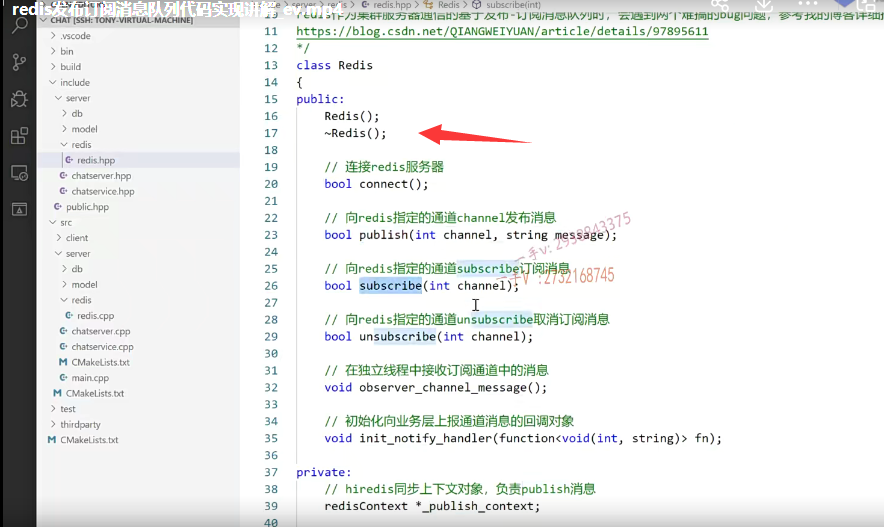 redis发布订阅消息队列代码实现讲解_ev.mp4
CHAT [SSH: TONY-VIRTUAL-MACHINE]
.vscode
bin
build
include
server
db
model
redis
redis.hpp
chatserver.hpp
chatservice.hpp
public.hpp
src
client
server
db
model
redis
redis.cpp
chatserver.cpp
chatservice.cpp
CMakeLists.txt
main.cpp
CMakeLists.txt
test
thirdparty
CMakeLists.txt
server > redis > redis.hpp > Redis > subscribe(int)
redis作为集群服务器通信的基于发布-订阅消息队列时，会遇到两个难搞的bug问题，参考我的博客详细
11 https://blog.csdn.net/QIANGWEIYUAN/article/details/97895611
12 */
13 class Redis
14 {
15 public:
16 Redis();
17 ~Redis();
18
19 // 连接redis服务器
20 bool connect();
21
22 // 向redis指定的通道channel发布消息
23 bool publish(int channel, string message);
24
25 // 向redis指定的通道subscribe订阅消息
26 bool subscribe(int channel);
27
28 // 向redis指定的通道unsubscribe取消订阅消息
29 bool unsubscribe(int channel);
30
31 // 在独立线程中接收订阅通道中的消息
32 void observer_channel_message();
33
34 // 初始化向业务层上报通道消息的回调对象
35 void init_notify_handler(function<void(int, string)> fn);
36
37 private:
38 // hiredis同步上下文对象，负责publish消息
39 redisContext *_publish_context;
40
一手v: 2938843375
一手v :2732168745